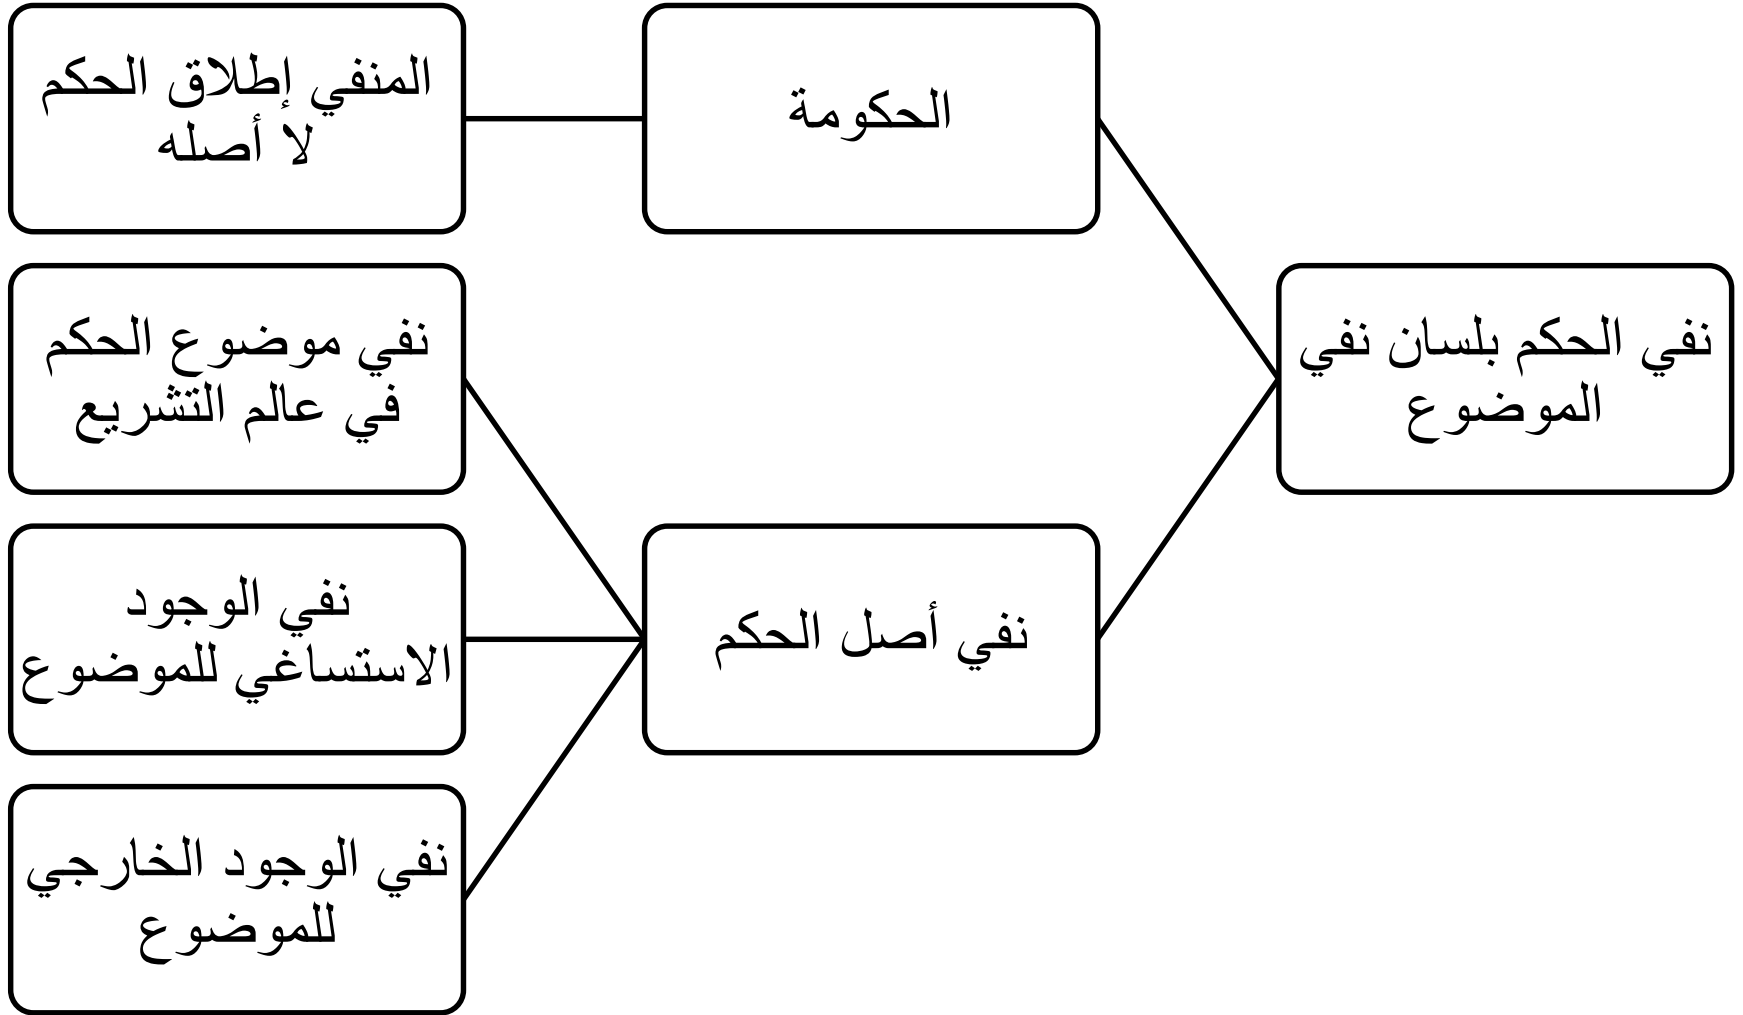 نفي الحكم بلسان نفي
الموضوع
الحكومة
المنفي إطلاق الحكم
لا أصله
نفي أصل الحكم
نفي موضوع الحكم
في عالم التشريع
نفي الوجود
الاستساغي للموضوع
نفي الوجود الخارجي
للموضوع